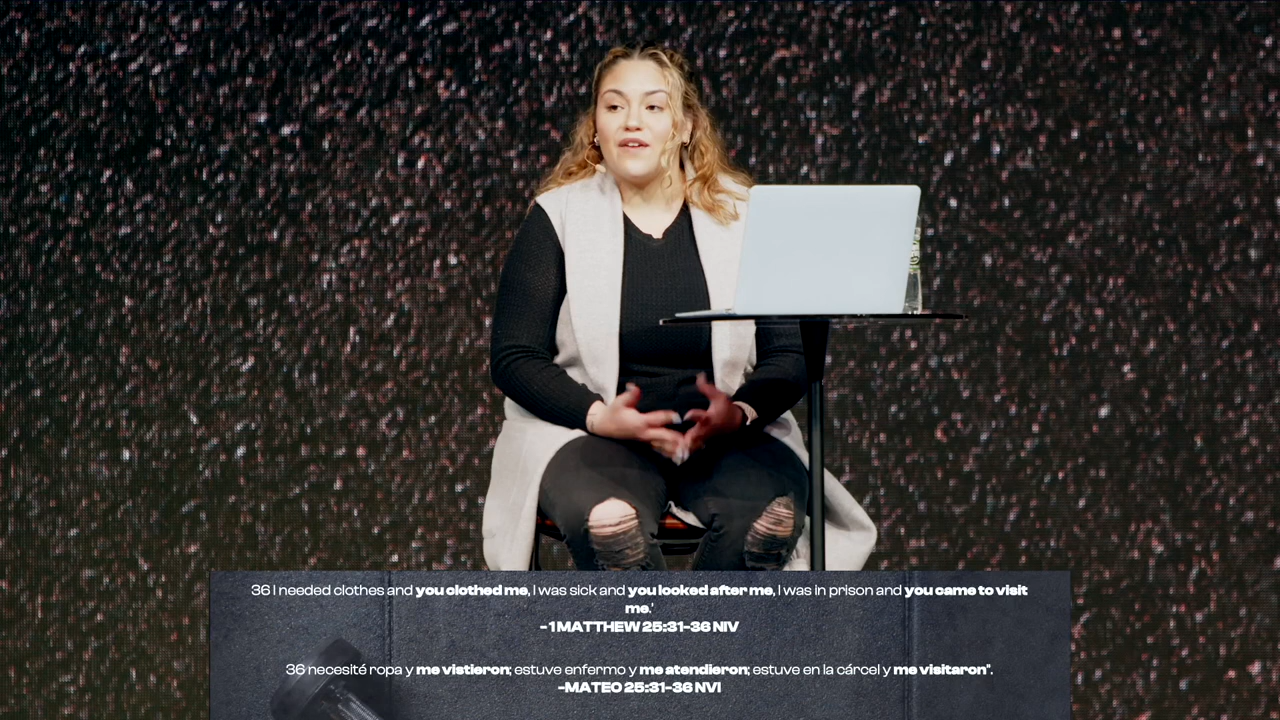 36 I needed clothes and you clothed me, I was sick and you looked after me, I was in prison and you came to visit
me.'
- 1 MATTHEW 25:31-36 NIV
36 necesité ropa y me vistieron; estuve enfermo y me atendieron; estuve en la cárcel y me visitaron".
-MATEO 25:31-36 NVI